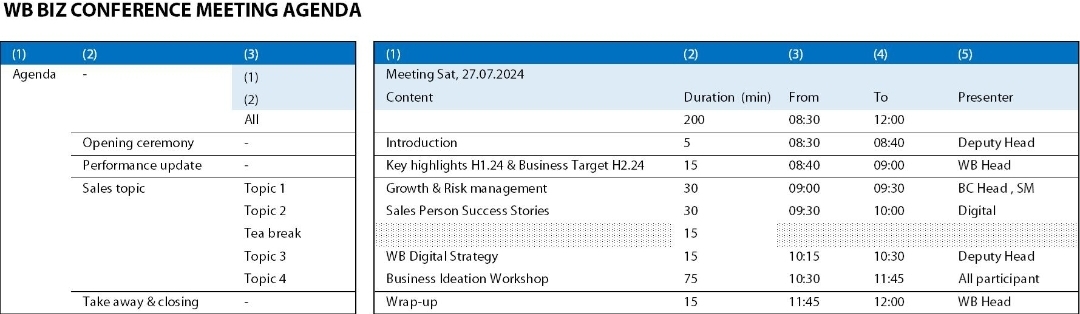 WB BIZ CONFERENCE MEETING AGENDA
(1) (2) (3) (1) (2) (3) (4) (5)
Agenda - (1) Meeting Sat, 27.07.2024
(2) Content Duration (min) From To Presenter
All 200 08:30 12:00
Opening ceremony - Introduction 5 08:30 08:40 Deputy Head
Performance update - Key highlights H1.24 & Business Target H2.24 15 08:40 09:00 WB Head
Sales topic Topic 1 Growth & Risk management 30 09:00 09:30 BC Head , SM
Topic 2 Sales Person Success Stories 30 09:30 10:00 Digital
Tea break 15
Topic 3 WB Digital Strategy 15 10:15 10:30 Deputy Head
Topic 4 Business Ideation Workshop 75 10:30 11:45 All participant
Take away & closing - Wrap-up 15 11:45 12:00 WB Head